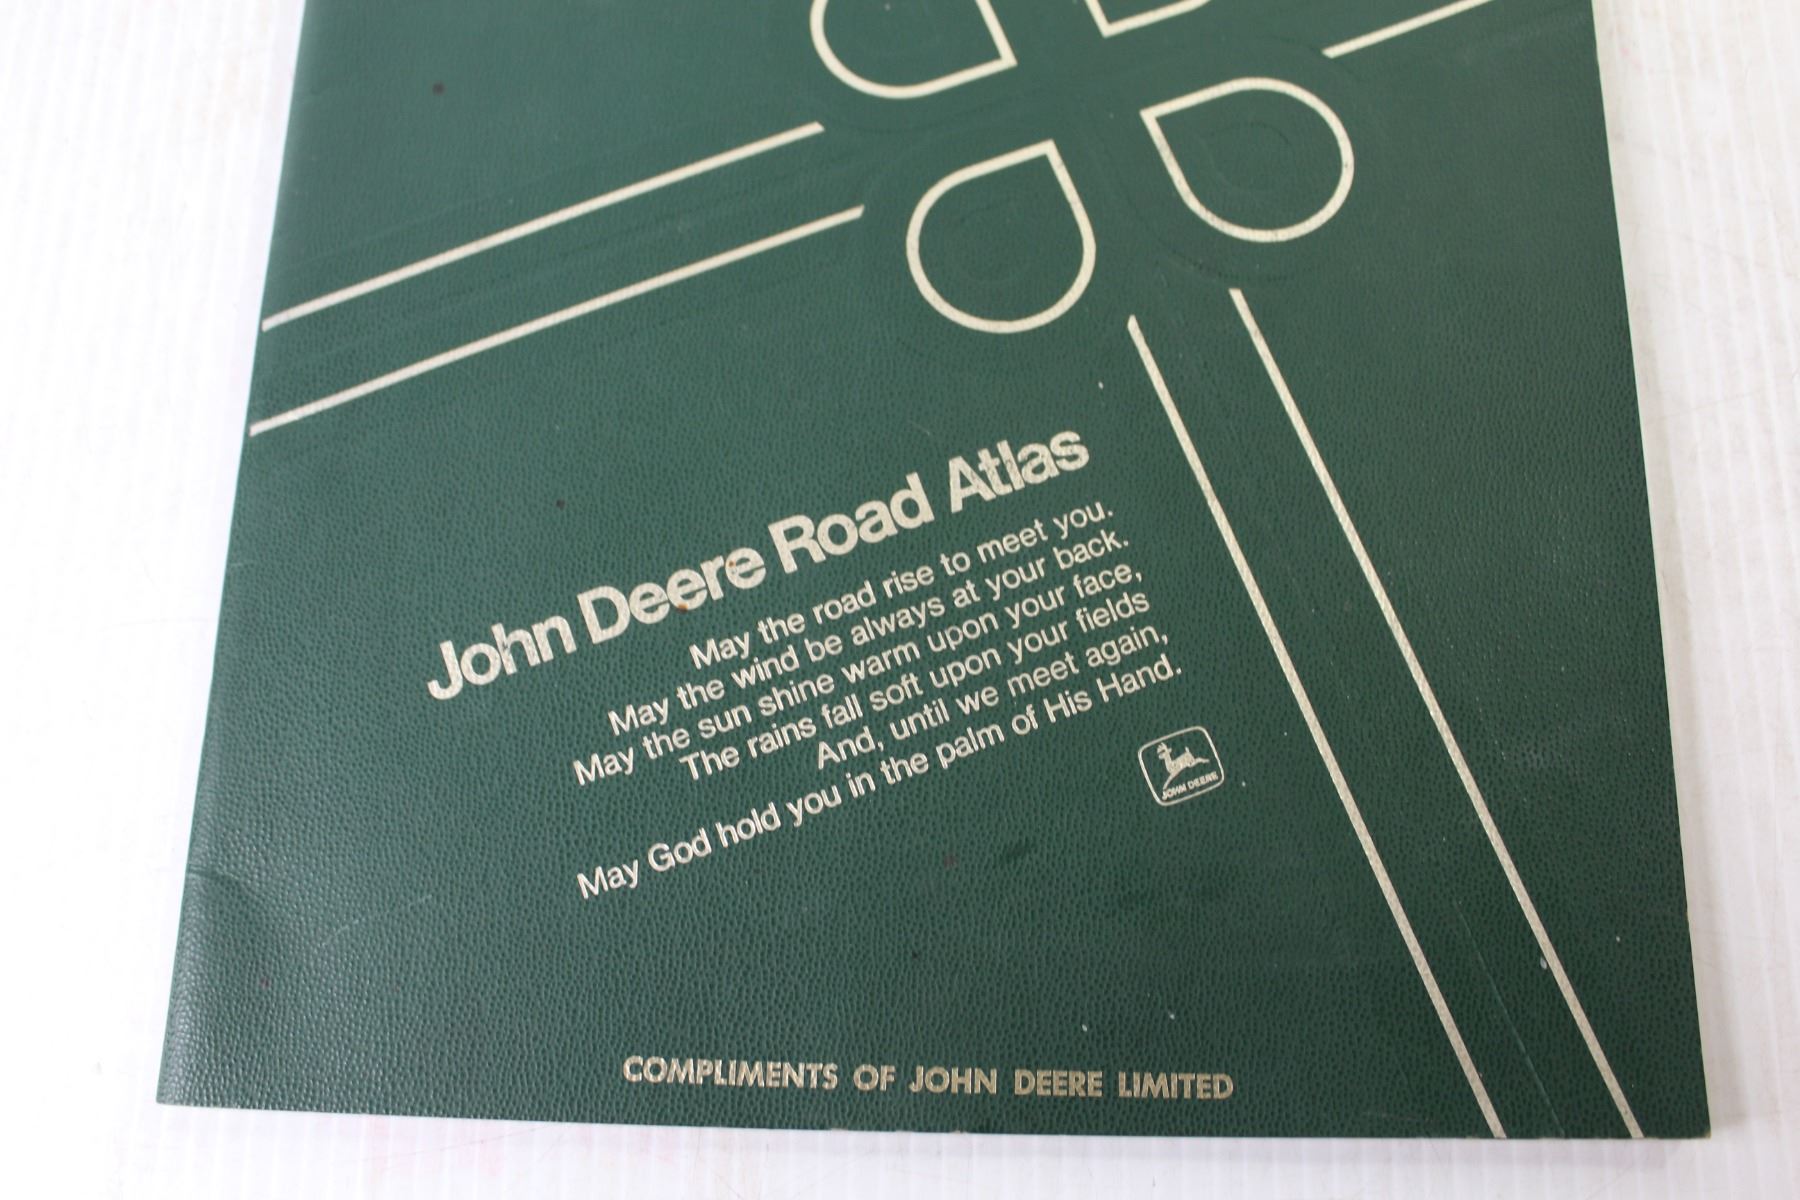 John Deere Road Atlas
May the road rise to meet you.
May the wind be always at your back.
May the sun shine warm upon your face,
The rains fall soft upon your fields
And, until we meet again,
May God hold you in the palm of His Hand.
JOHN DEERE
COMPLIMENTS OF JOHN DEERE LIMITED